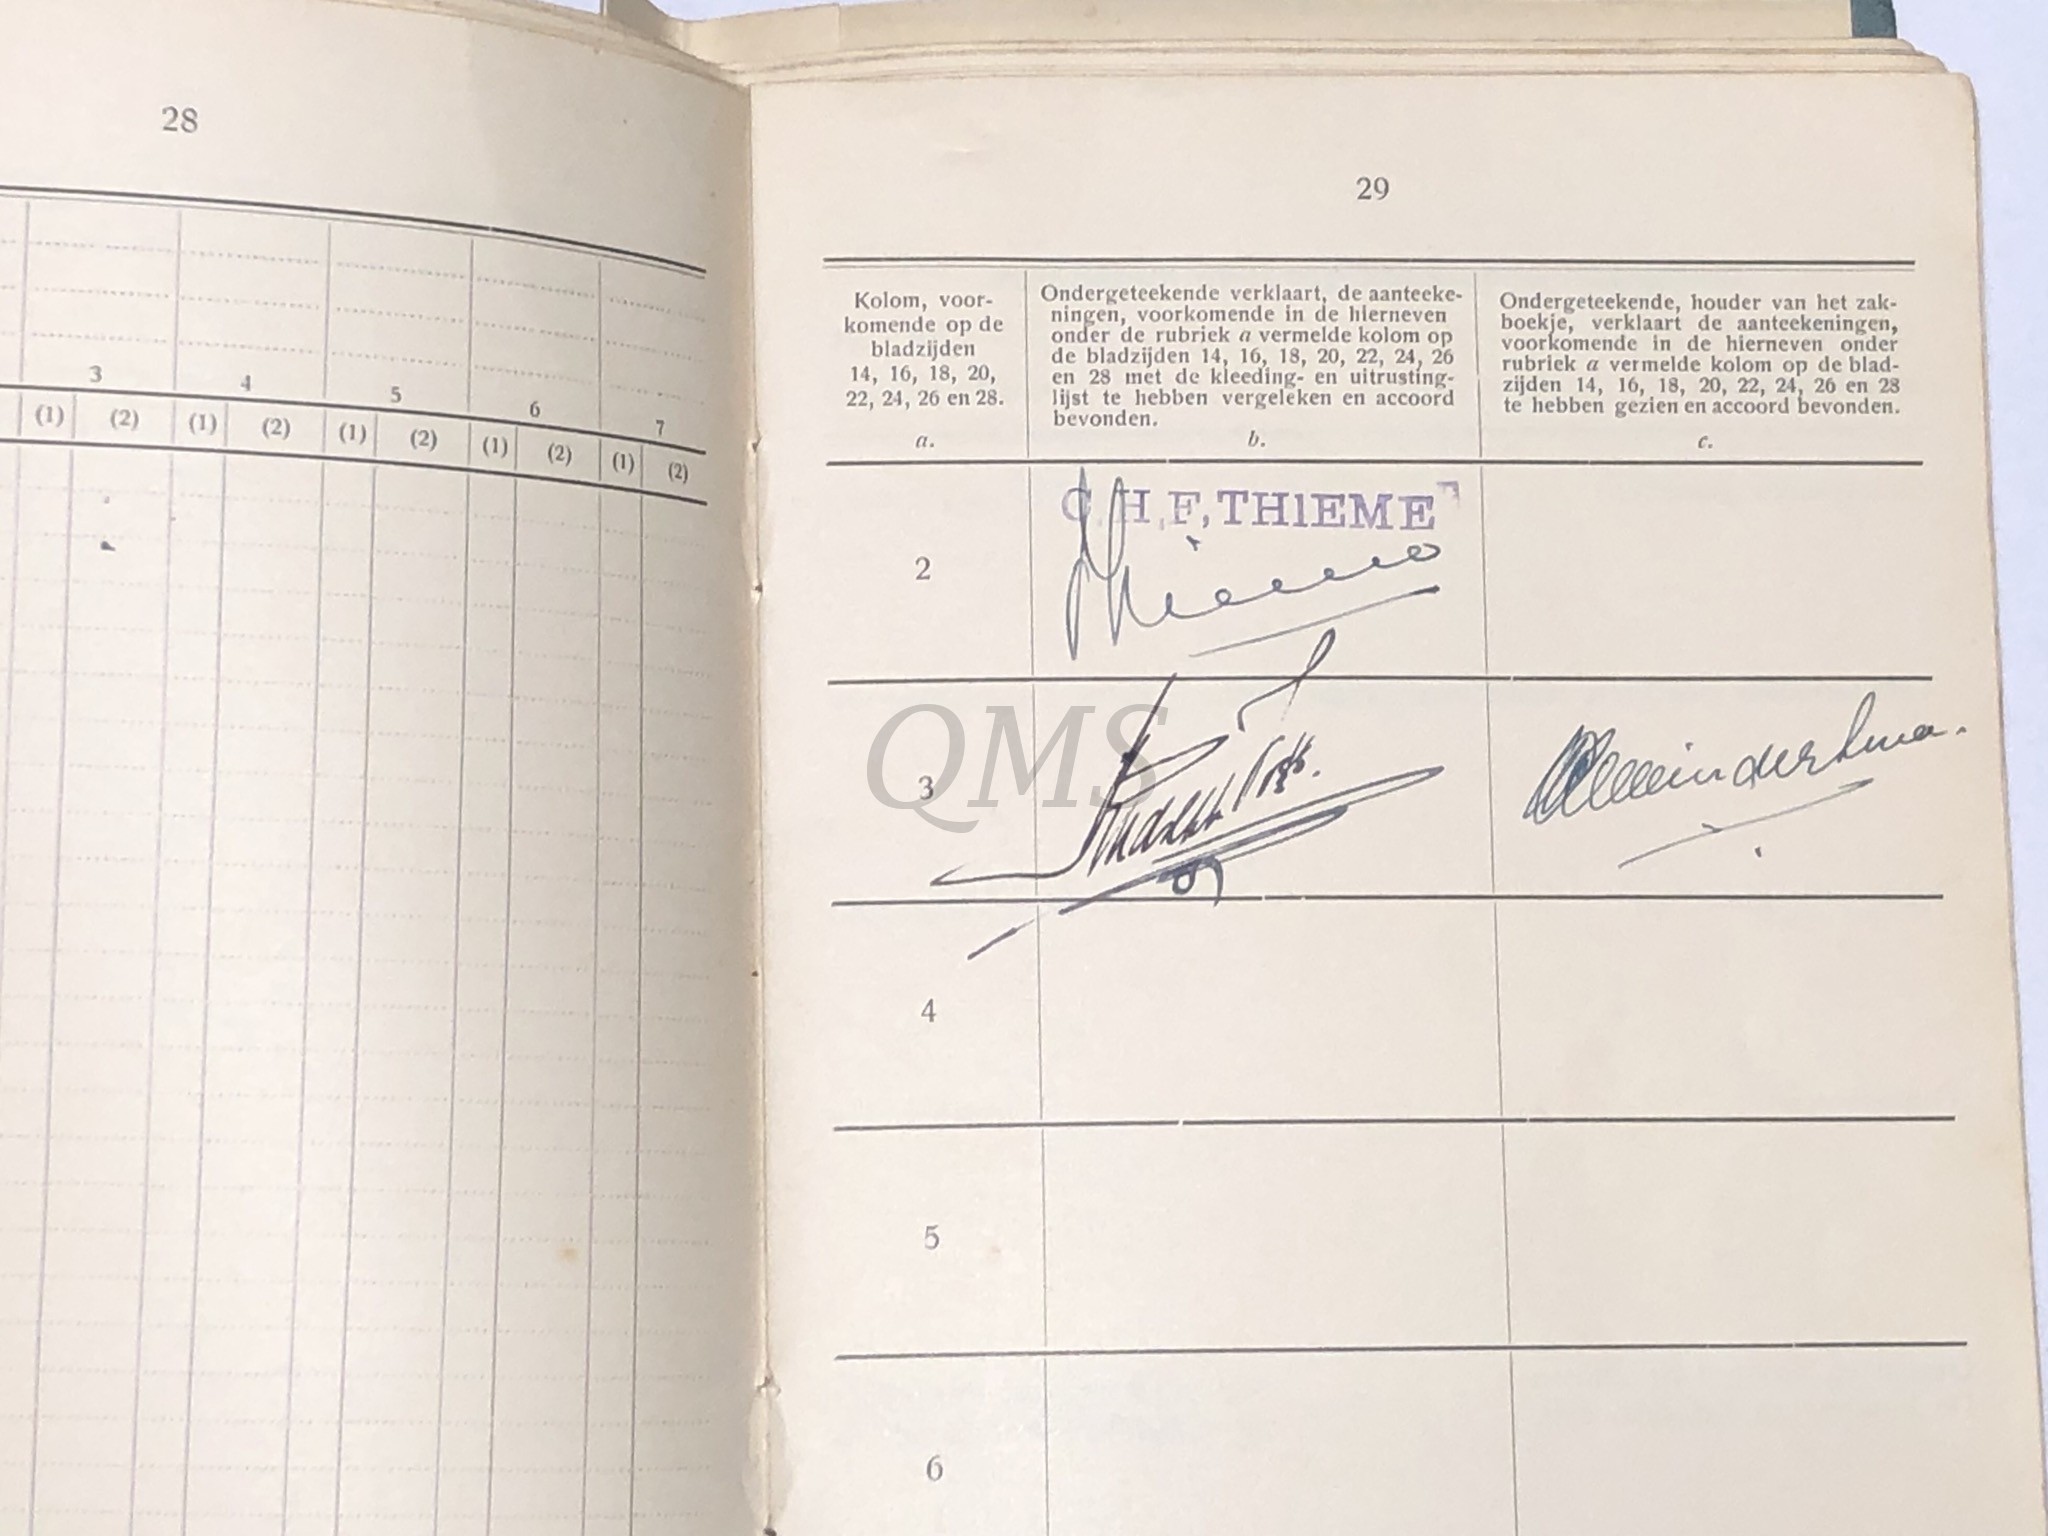 28
3 4 5 6 7
(1) (2) (1) (2) (1) (2) (1) (2) (1) (2)
29
Kolom, voor-
komende op de
bladzijden
14, 16, 18, 20,
22, 24, 26 en 28.
a.
Ondergeteekende verklaart, de aanteeke-
ningen, voorkomende in de hierneven
onder de rubriek a vermelde kolom op
de bladzijden 14, 16, 18, 20, 22, 24, 26
en 28 met de kleeding- en uitrusting-
lijst te hebben vergeleken en accoord
bevonden.
b.
Ondergeteekende, houder van het zak-
boekje, verklaart de aanteekeningen,
voorkomende in de hierneven onder
rubriek a vermelde kolom op de blad-
zijden 14, 16, 18, 20, 22, 24, 26 en 28
te hebben gezien en accoord bevonden.
c.
C.H.F, THIEME
2
Thieme
3
QMS
4
5
6